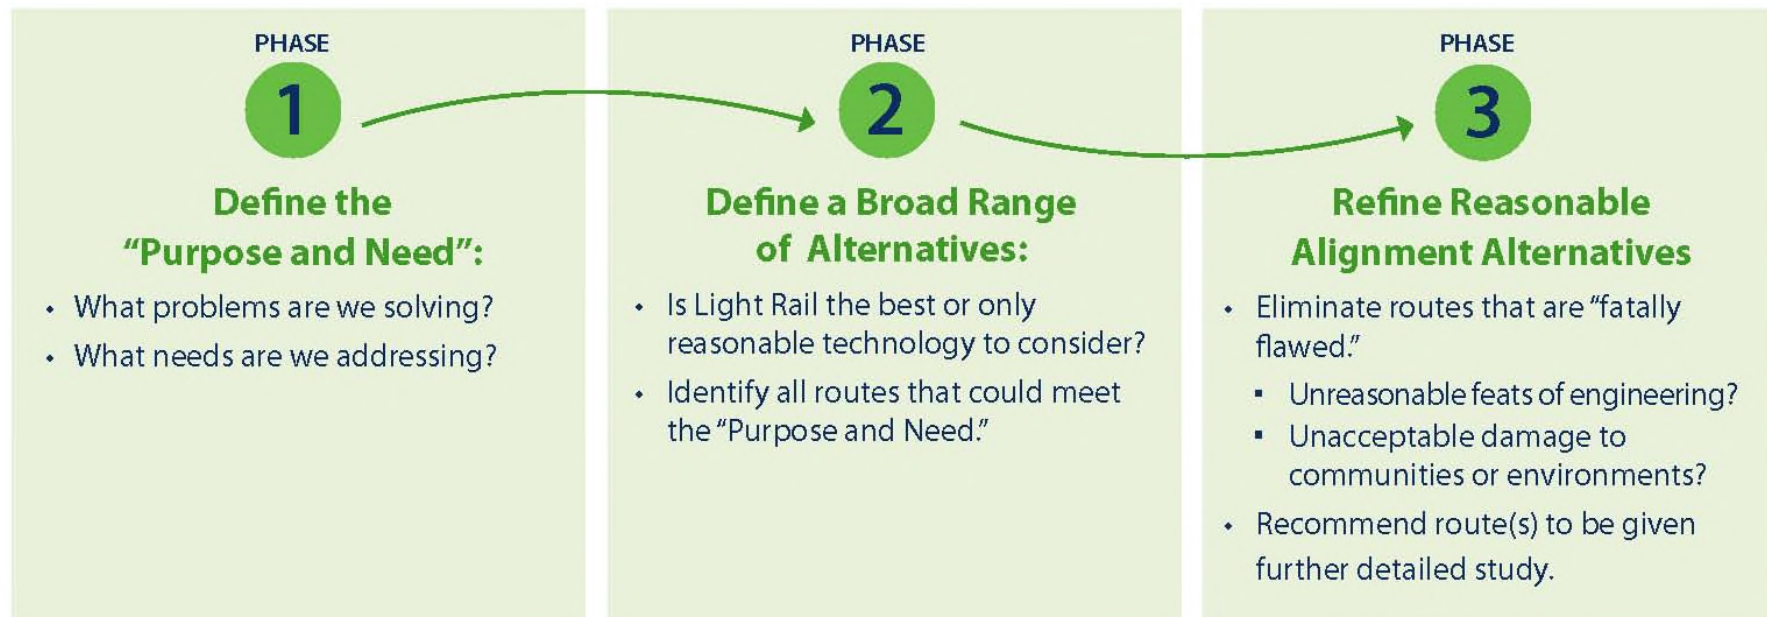 PHASE
1
Define the
“Purpose and Need”:
• What problems are we solving?
• What needs are we addressing?
PHASE
2
Define a Broad Range
of Alternatives:
• Is Light Rail the best or only
reasonable technology to consider?
• Identify all routes that could meet
the “Purpose and Need.”
PHASE
3
Refine Reasonable
Alignment Alternatives
• Eliminate routes that are “fatally
flawed.”
▪ Unreasonable feats of engineering?
▪ Unacceptable damage to
communities or environments?
• Recommend route(s) to be given
further detailed study.